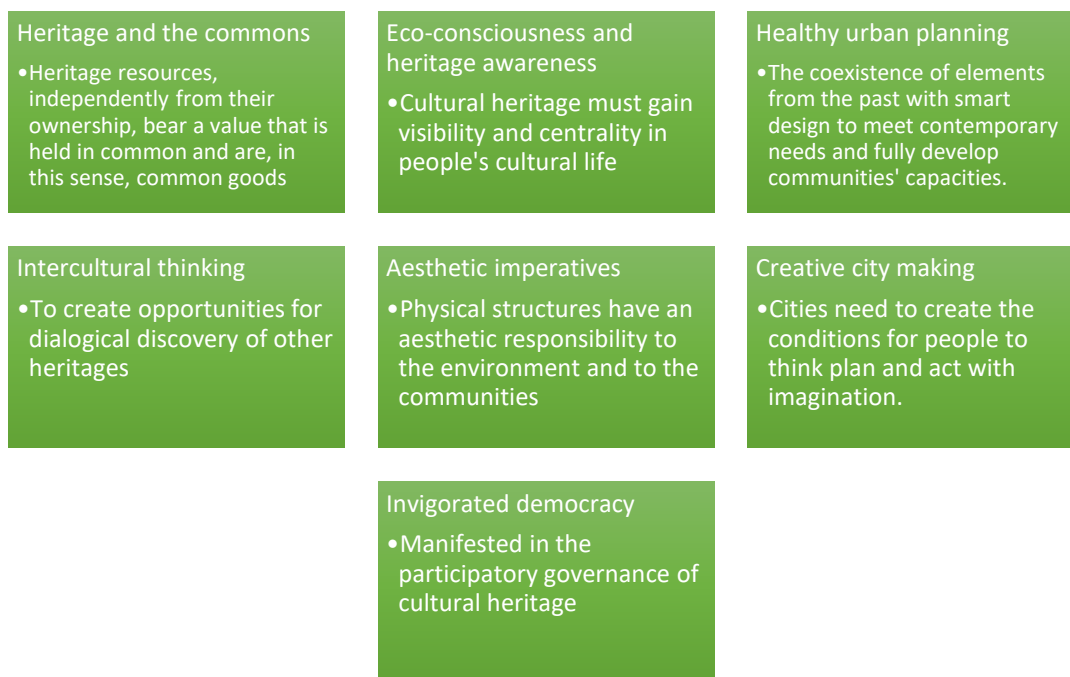 Heritage and the commons
•Heritage resources,
independently from their
ownership, bear a value that is
held in common and are, in
this sense, common goods
Eco-consciousness and
heritage awareness
•Cultural heritage must gain
visibility and centrality in
people's cultural life
Healthy urban planning
•The coexistence of elements
from the past with smart
design to meet contemporary
needs and fully develop
communities' capacities.
Intercultural thinking
•To create opportunities for
dialogical discovery of other
heritages
Aesthetic imperatives
•Physical structures have an
aesthetic responsibility to
the environment and to the
communities
Creative city making
•Cities need to create the
conditions for people to
think plan and act with
imagination.
Invigorated democracy
•Manifested in the
participatory governance of
cultural heritage